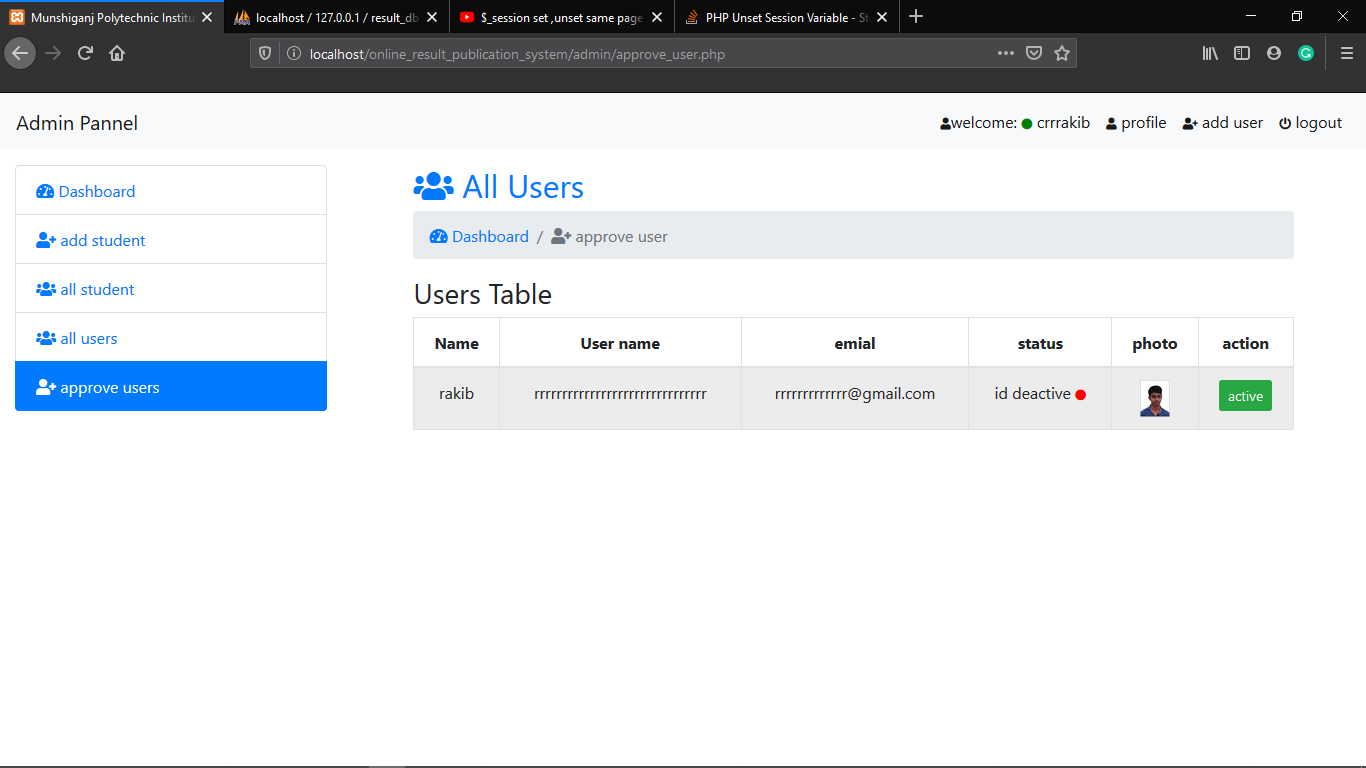 Munshiganj Polytechnic Institu
localhost / 127.0.0.1 / result_db
$_session set ,unset same page
PHP Unset Session Variable - St
localhost/online_result_publication_system/admin/approve_user.php
Admin Pannel
welcome: crrrakib profile add user logout
Dashboard
add student
all student
all users
approve users
All Users
Dashboard / approve user
Users Table
Name User name emial status photo action
rakib rrrrrrrrrrrrrrrrrrrrrrrrrrrrrrr rrrrrrrrrrrrr@gmail.com id deactive active